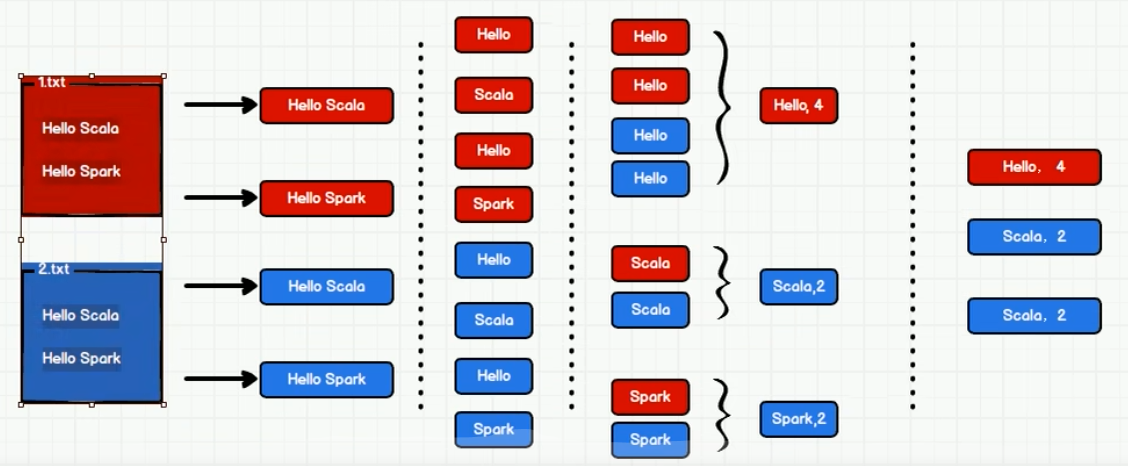 1.txt
Hello Scala
Hello Spark
2.txt
Hello Scala
Hello Spark
Hello Scala
Hello Spark
Hello Scala
Hello Spark
Hello
Scala
Hello
Spark
Hello
Scala
Hello
Spark
Hello
Hello
Hello
Hello
Hello, 4
Scala
Scala
Scala,2
Spark
Spark
Spark,2
Hello， 4
Scala， 2
Scala， 2